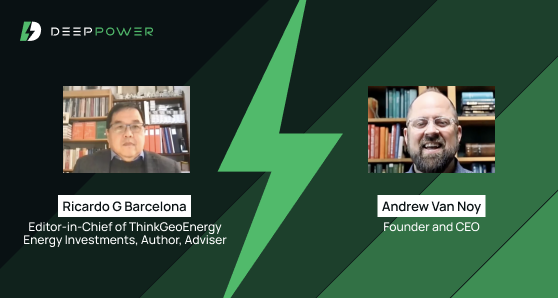 DEEPPOWER
Ricardo G Barcelona
Editor-in-Chief of ThinkGeoEnergy
Energy Investments, Author, Adviser
Andrew Van Noy
Founder and CEO